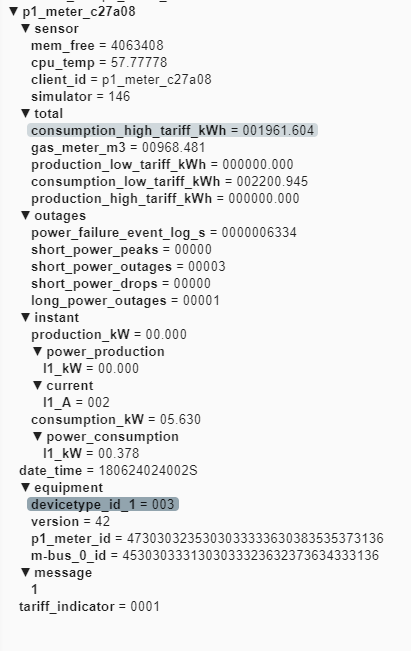 ▼ p1_meter_c27a08
▼ sensor
mem_free = 4063408
cpu_temp = 57.77778
client_id = p1_meter_c27a08
simulator = 146
▼ total
consumption_high_tariff_kWh = 001961.604
gas_meter_m3 = 00968.481
production_low_tariff_kWh = 000000.000
consumption_low_tariff_kWh = 002200.945
production_high_tariff_kWh = 000000.000
▼ outages
power_failure_event_log_s = 0000006334
short_power_peaks = 00000
short_power_outages = 00003
short_power_drops = 00000
long_power_outages = 00001
▼ instant
production_kW = 00.000
▼ power_production
l1_kW = 00.000
▼ current
l1_A = 002
consumption_kW = 05.630
▼ power_consumption
l1_kW = 00.378
date_time = 180624024002S
▼ equipment
devicetype_id_1 = 003
version = 42
p1_meter_id = 4730303235303033333630383535373136
m-bus_0_id = 4530303331303033323632373634333136
▼ message
1
tariff_indicator = 0001